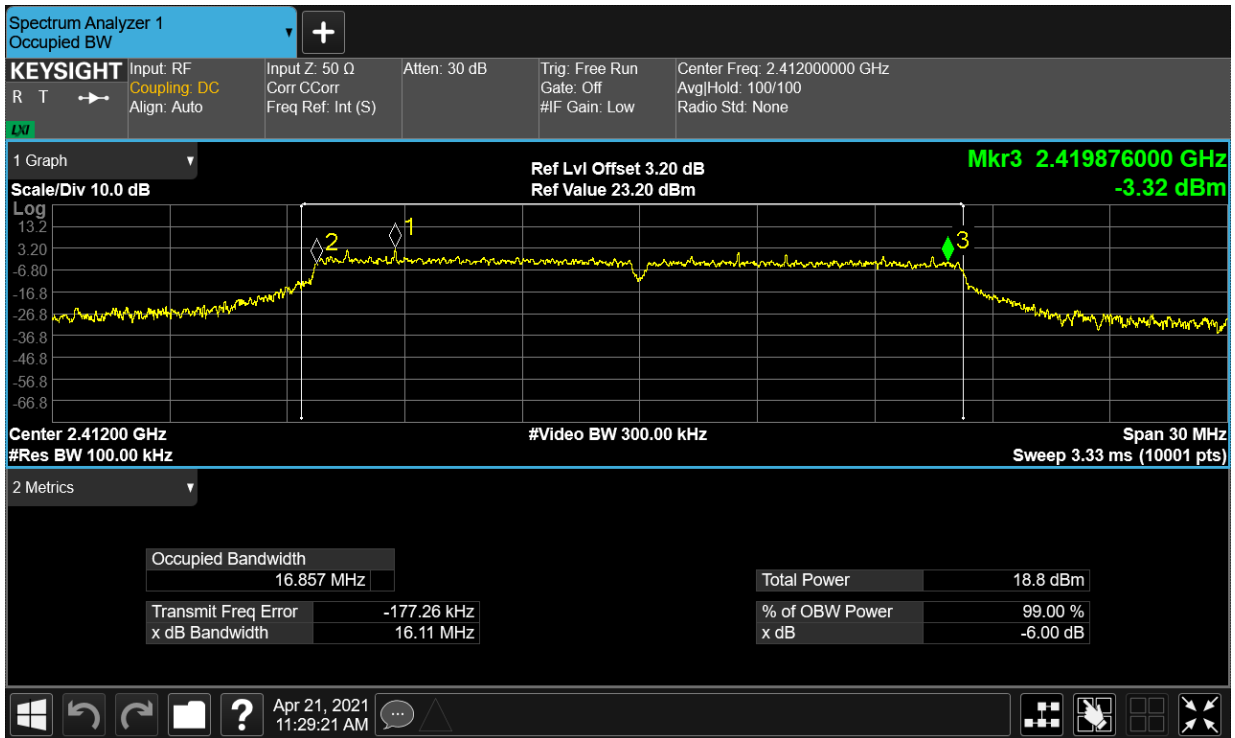 Spectrum Analyzer 1
Occupied BW
+
KEYSIGHT
R T
LXI
Input: RF
Coupling: DC
Align: Auto
Input Z: 50 Ω
Corr CCorr
Freq Ref: Int (S)
Atten: 30 dB
Trig: Free Run
Gate: Off
#IF Gain: Low
Center Freq: 2.412000000 GHz
Avg|Hold: 100/100
Radio Std: None
1 Graph
Scale/Div 10.0 dB
Ref Lvl Offset 3.20 dB
Ref Value 23.20 dBm
Mkr3 2.419876000 GHz
-3.32 dBm
Log
13.2
3.20
-6.80
-16.8
-26.8
-36.8
-46.8
-56.8
-66.8
2
1
3
Center 2.41200 GHz
#Res BW 100.00 kHz
#Video BW 300.00 kHz
Span 30 MHz
Sweep 3.33 ms (10001 pts)
2 Metrics
Occupied Bandwidth
16.857 MHz
Transmit Freq Error -177.26 kHz
x dB Bandwidth 16.11 MHz
Total Power 18.8 dBm
% of OBW Power 99.00 %
x dB -6.00 dB
?
Apr 21, 2021
11:29:21 AM